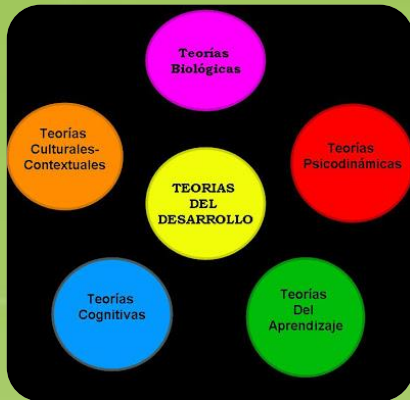 Teorías
Biológicas
Teorías
Culturales-
Contextuales
Teorías
Psicodinámicas
TEORIAS
DEL
DESARROLLO
Teorías
Cognitivas
Teorías
Del
Aprendizaje